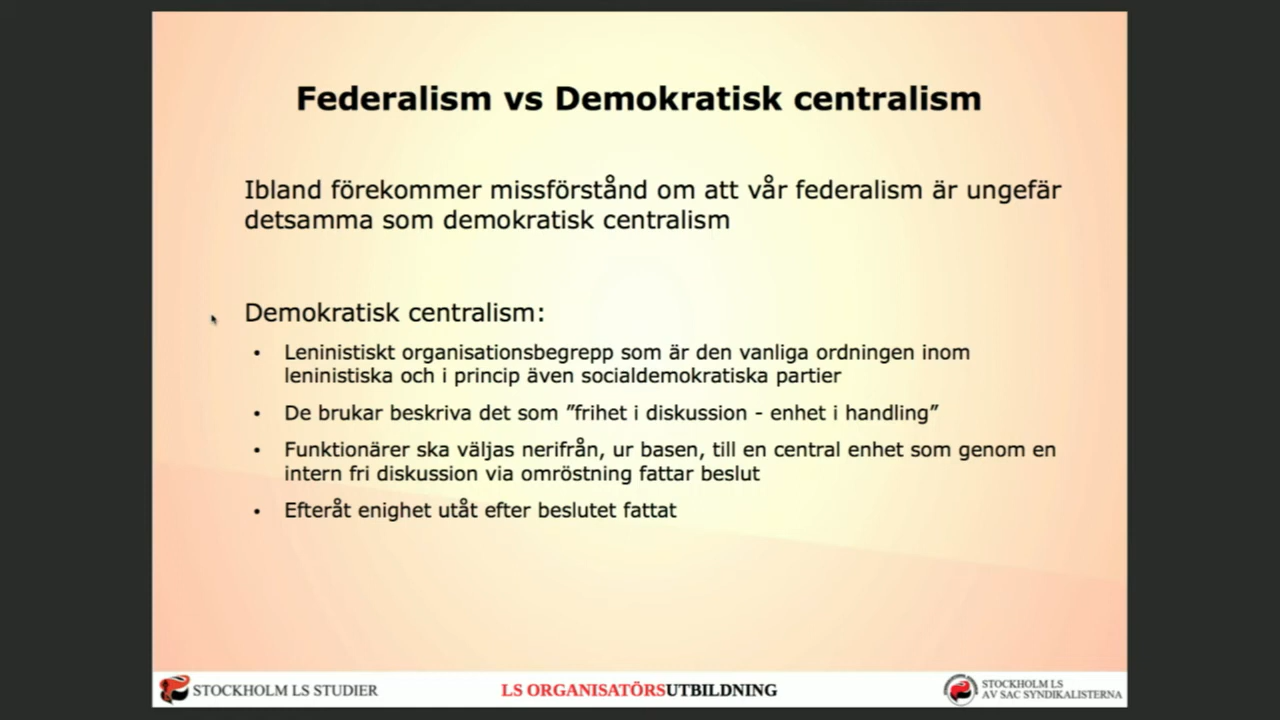 Federalism vs Demokratisk centralism
Ibland förekommer missförstånd om att vår federalism är ungefär
detsamma som demokratisk centralism
Demokratisk centralism:
• Leninistiskt organisationsbegrepp som är den vanliga ordningen inom
leninistiska och i princip även socialdemokratiska partier
• De brukar beskriva det som ”frihet i diskussion - enhet i handling”
• Funktionärer ska väljas nerifrån, ur basen, till en central enhet som genom en
intern fri diskussion via omröstning fattar beslut
• Efteråt enighet utåt efter beslutet fattat
STOCKHOLM LS STUDIER
LS ORGANISATÖRSUTBILDNING
STOCKHOLM LS
AV SAC SYNDIKALISTERNA